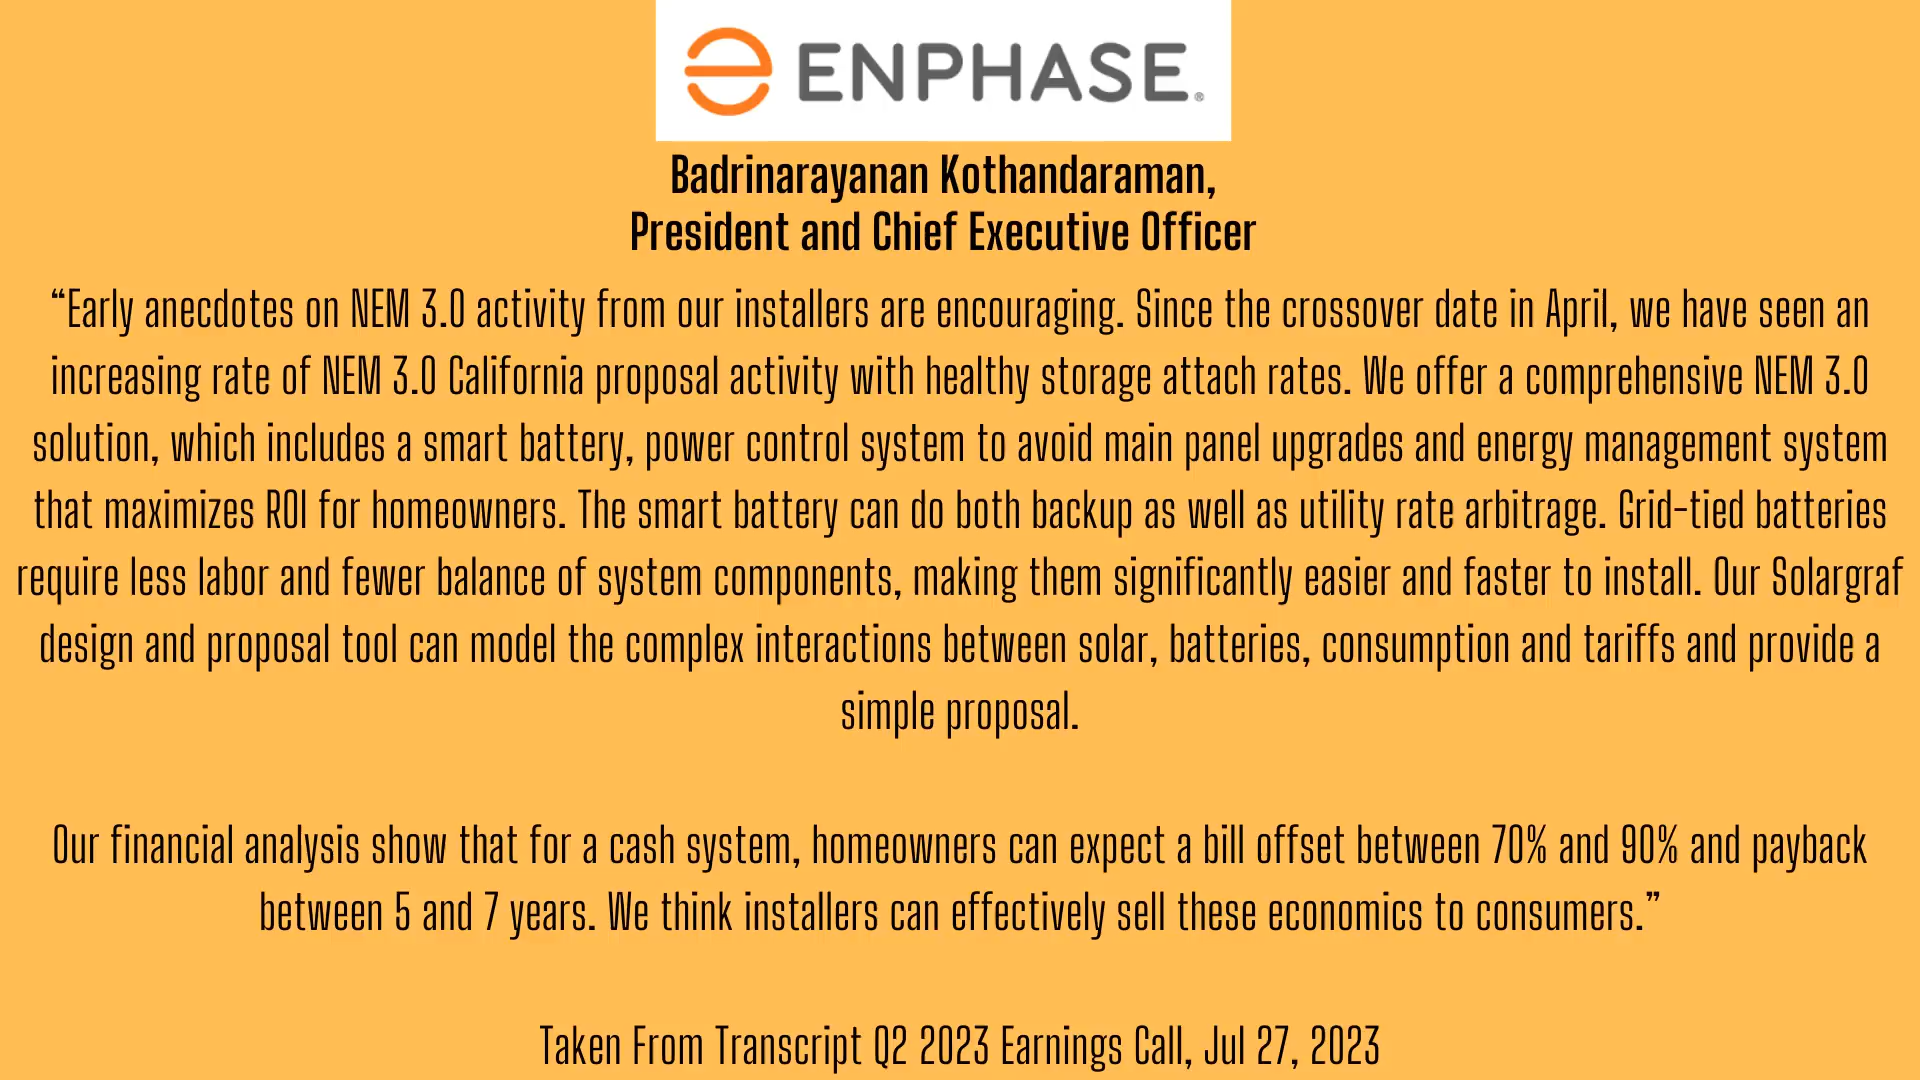 ENPHASE®
Badrinarayanan Kothandaraman,
President and Chief Executive Officer
“Early anecdotes on NEM 3.0 activity from our installers are encouraging. Since the crossover date in April, we have seen an
increasing rate of NEM 3.0 California proposal activity with healthy storage attach rates. We offer a comprehensive NEM 3.0
solution, which includes a smart battery, power control system to avoid main panel upgrades and energy management system
that maximizes ROI for homeowners. The smart battery can do both backup as well as utility rate arbitrage. Grid-tied batteries
require less labor and fewer balance of system components, making them significantly easier and faster to install. Our Solargraf
design and proposal tool can model the complex interactions between solar, batteries, consumption and tariffs and provide a
simple proposal.
Our financial analysis show that for a cash system, homeowners can expect a bill offset between 70% and 90% and payback
between 5 and 7 years. We think installers can effectively sell these economics to consumers.”
Taken From Transcript Q2 2023 Earnings Call, Jul 27, 2023